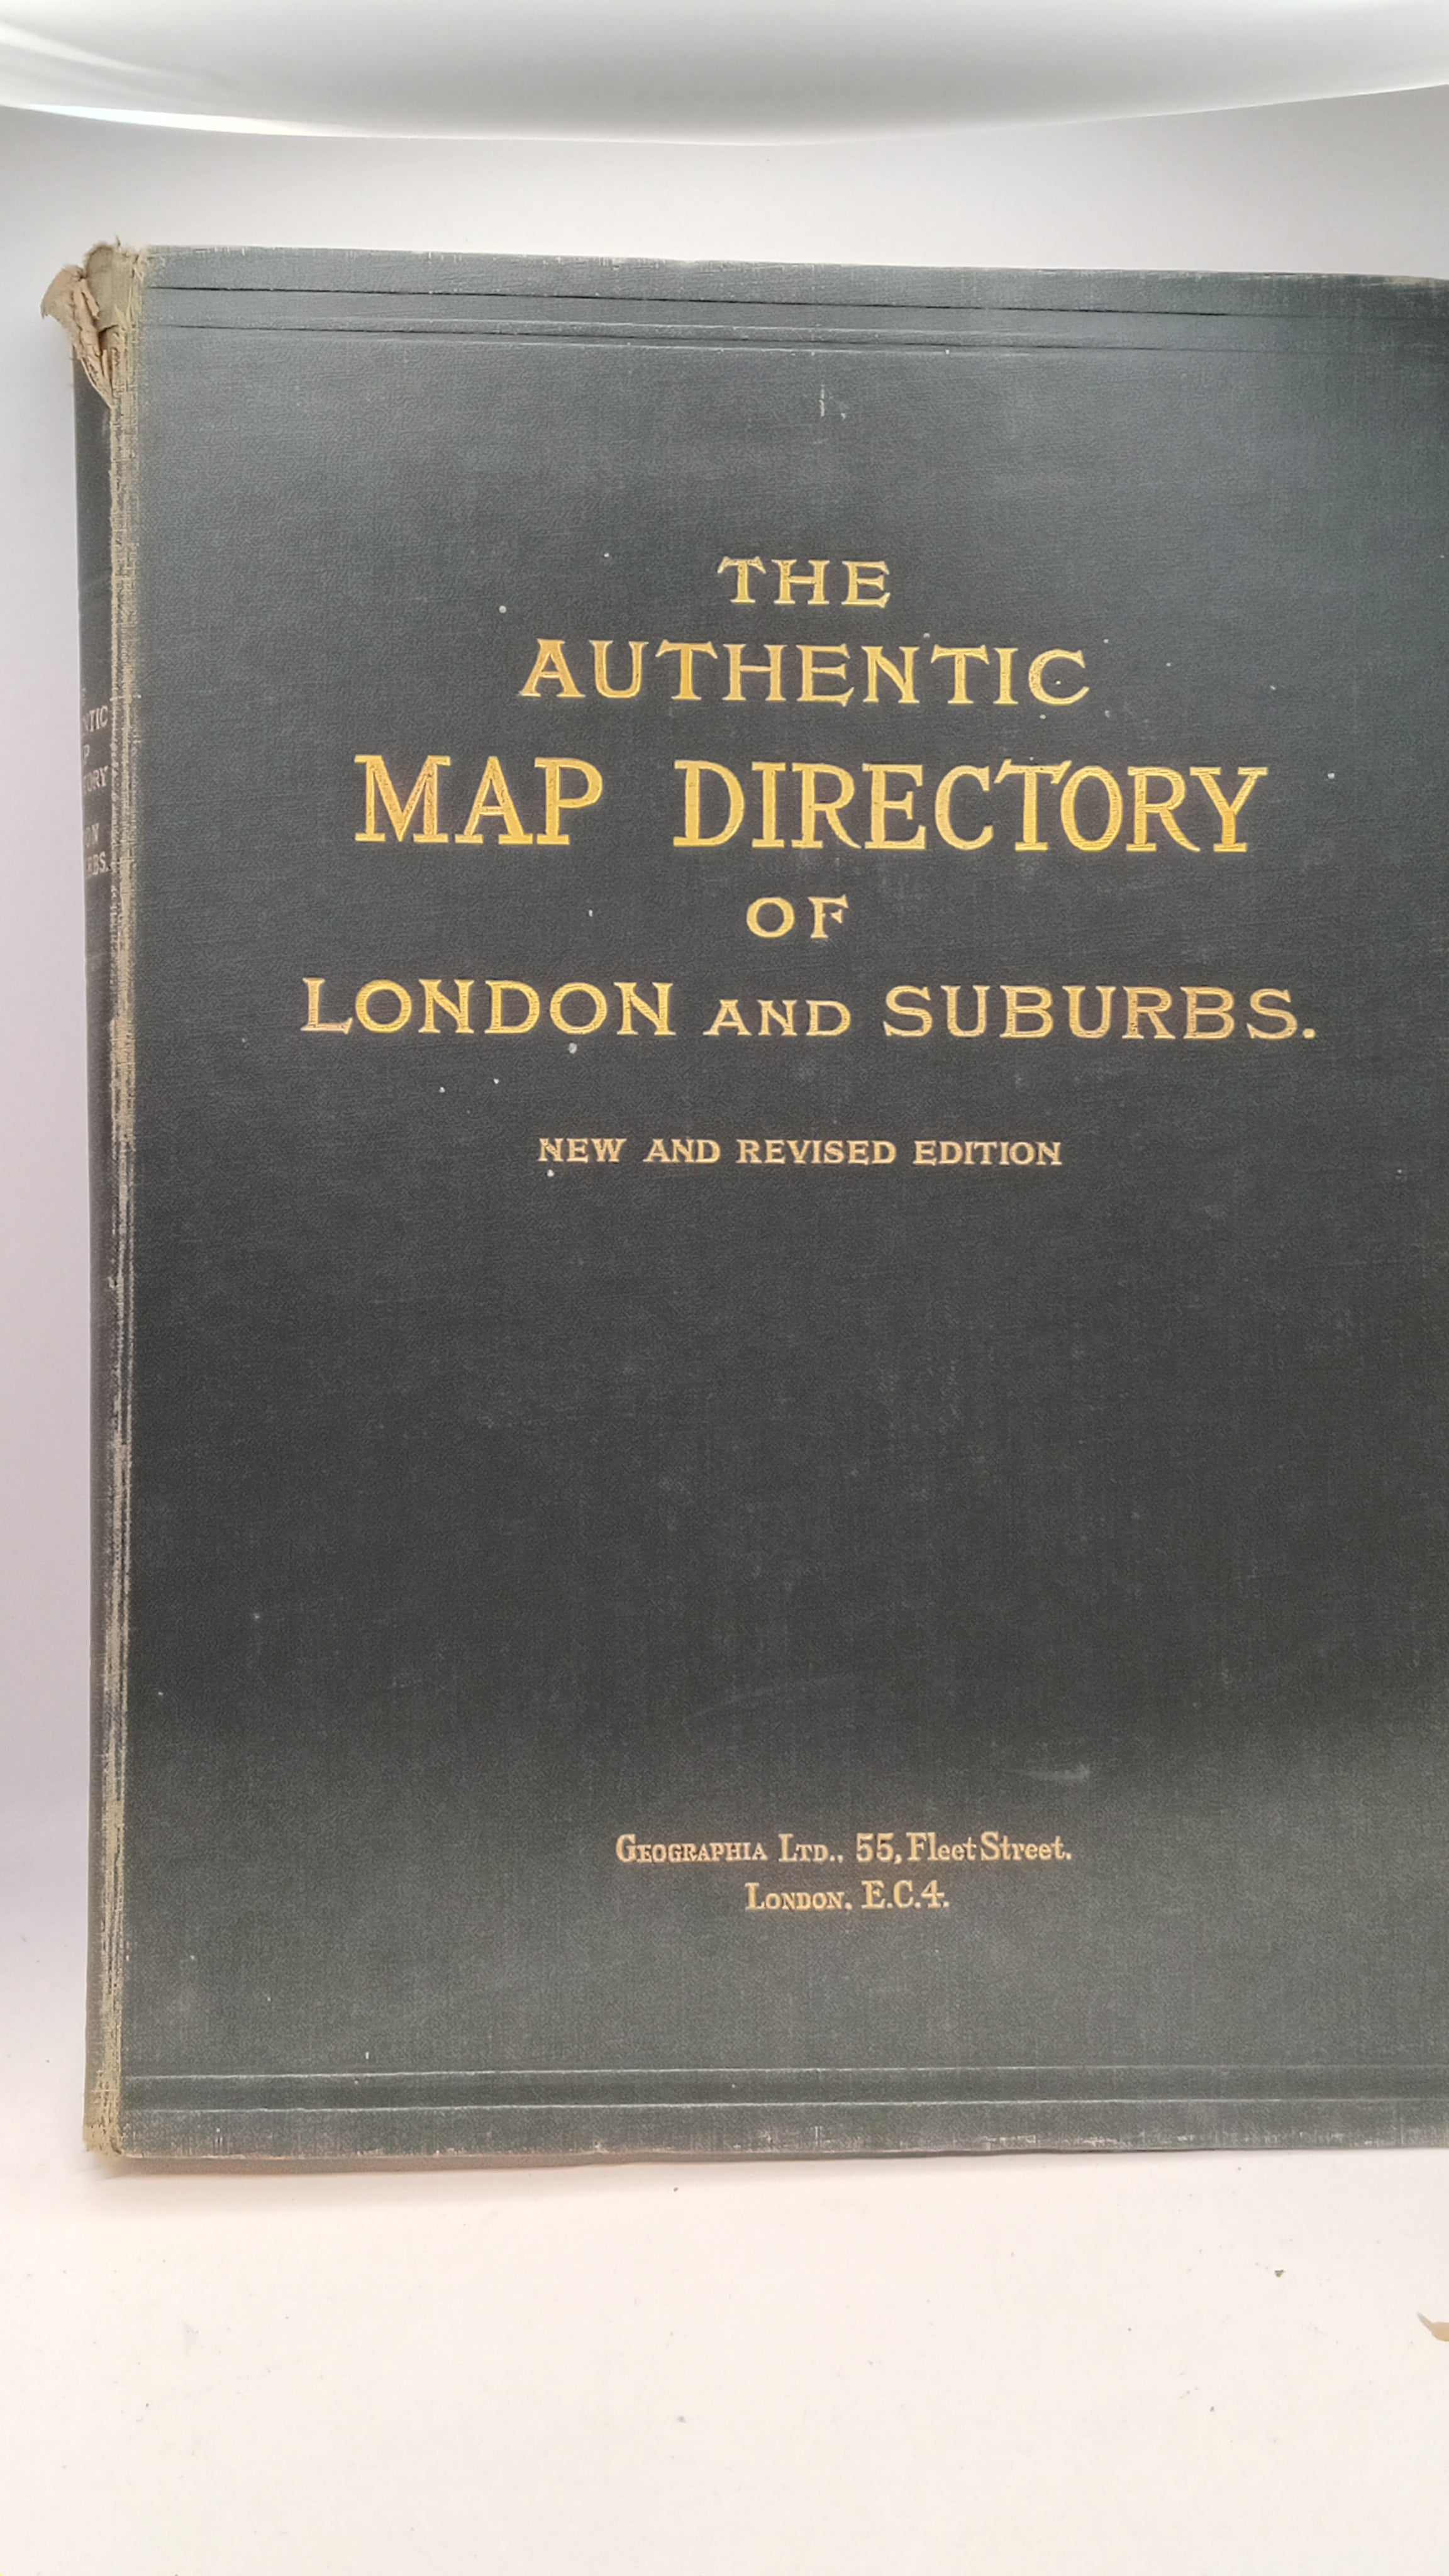 THE
AUTHENTIC
MAP DIRECTORY
OF
LONDON AND SUBURBS.
NEW AND REVISED EDITION
GEOGRAPHIA LTD., 55, Fleet Street.
LONDON, E.C.4.